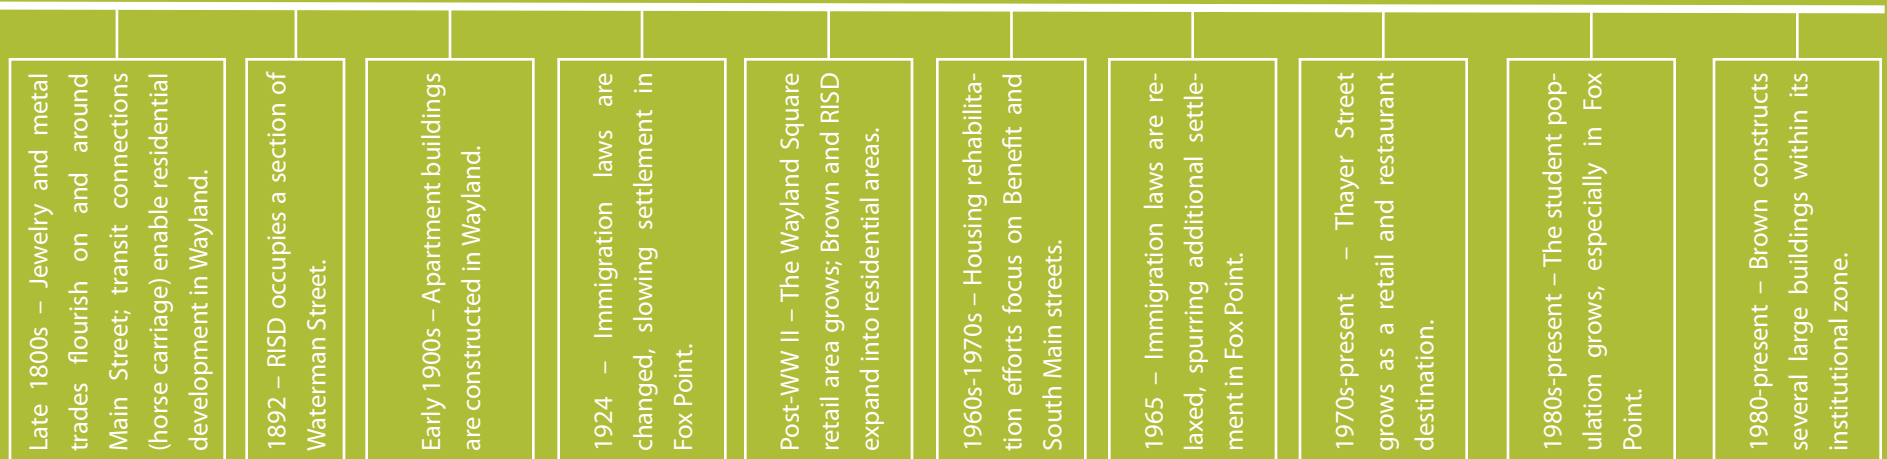 Late 1800s – Jewelry and metal
trades flourish on and around
Main Street; transit connections
(horse carriage) enable residential
development in Wayland.
1892 – RISD occupies a section of
Waterman Street.
Early 1900s – Apartment buildings
are constructed in Wayland.
1924 – Immigration laws are
changed, slowing settlement in
Fox Point.
Post-WW II – The Wayland Square
retail area grows; Brown and RISD
expand into residential areas.
1960s-1970s – Housing rehabilita-
tion efforts focus on Benefit and
South Main streets.
1965 – Immigration laws are re-
laxed, spurring additional settle-
ment in Fox Point.
1970s-present – Thayer Street
grows as a retail and restaurant
destination.
1980s-present – The student pop-
ulation grows, especially in Fox
Point.
1980-present – Brown constructs
several large buildings within its
institutional zone.